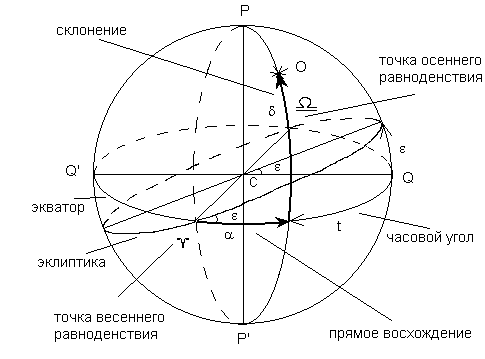 P
склонение
O
точка осеннего
равноденствия
δ
Ω
Q'
ε
ε
C
Q
экватор
ε
α
t
эклиптика
часовой угол
γ
точка весеннего
равноденствия
прямое восхождение
P'